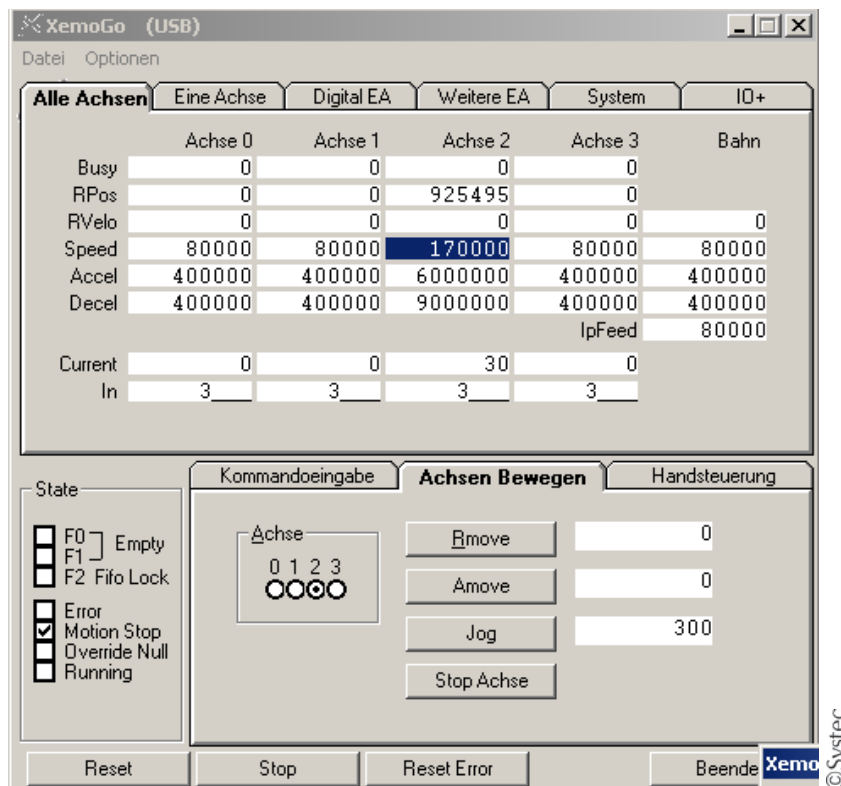 XemoGo (USB)
Datei Optionen
Alle Achsen Eine Achse Digital EA Weitere EA System IO+
Achse 0 Achse 1 Achse 2 Achse 3 Bahn
Busy 0 0 0 0
RPos 0 0 925495 0
RVelo 0 0 0 0 0
Speed 80000 80000 170000 80000 80000
Accel 400000 400000 6000000 400000 400000
Decel 400000 400000 9000000 400000 400000
IpFeed 80000
Current 0 0 30 0
In 3____ 3____ 3____ 3____
State
F0
F1 Empty
F2 Fifo Lock
Error
Motion Stop
Override Null
Running
Kommandoeingabe Achsen Bewegen Handsteuerung
Achse
0 1 2 3
Rmove 0
Amove 0
Jog 300
Stop Achse
Reset Stop Reset Error Beende Xemo
©Systec